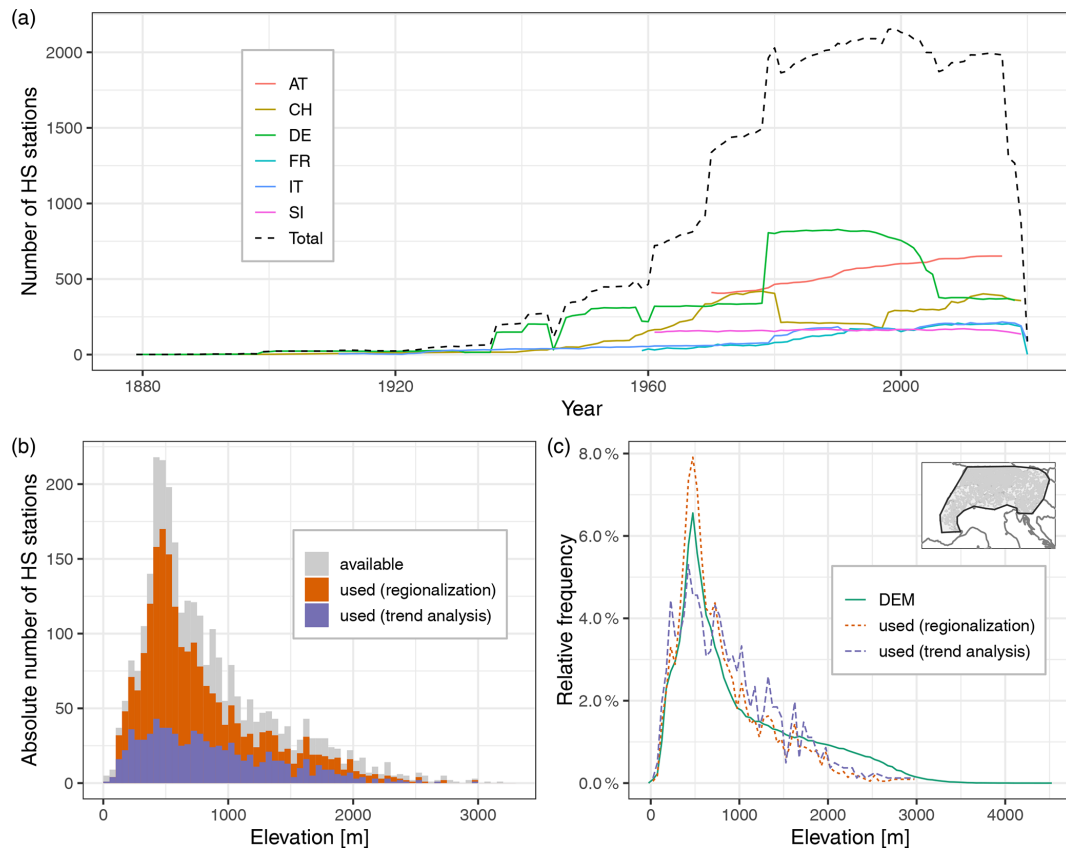 (a)
Number of HS stations
2000
1500
1000
500
0
AT
CH
DE
FR
IT
SI
Total
1880
1920
1960
2000
Year
(b)
Absolute number of HS stations
200
150
100
50
0
available
used (regionalization)
used (trend analysis)
0
1000
2000
3000
Elevation [m]
(c)
Relative frequency
8.0 %
6.0 %
4.0 %
2.0 %
0.0 %
DEM
used (regionalization)
used (trend analysis)
0
1000
2000
3000
4000
Elevation [m]